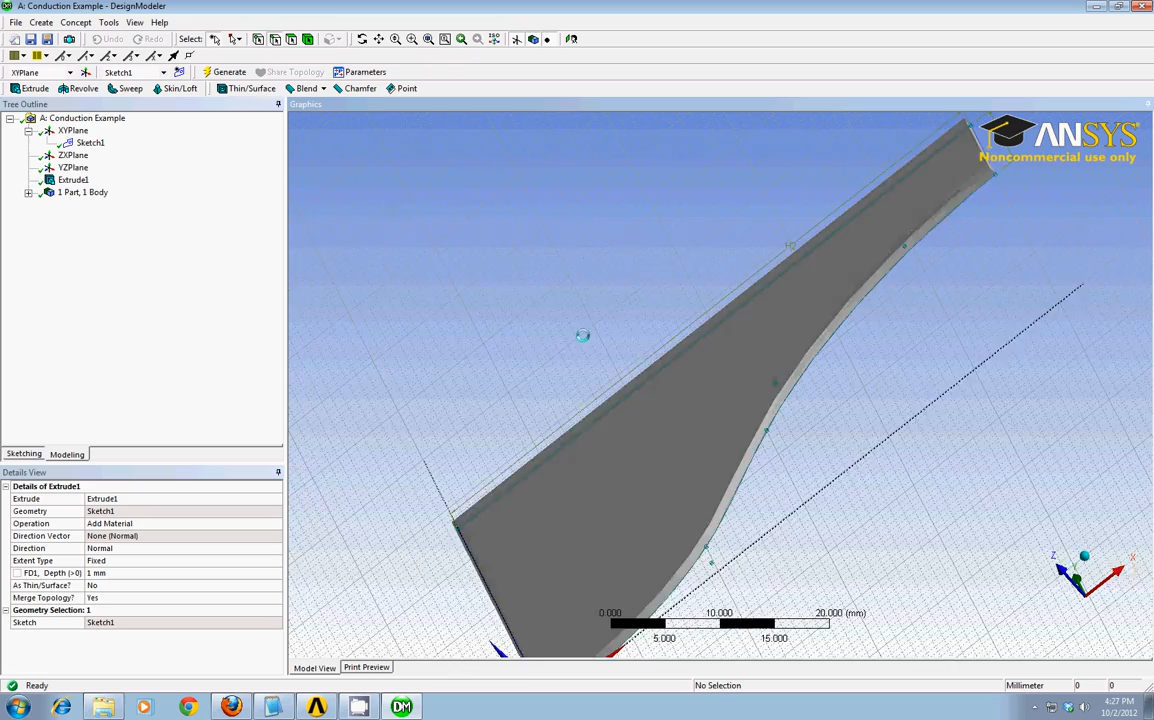 A: Conduction Example - DesignModeler
File Create Concept Tools View Help
Undo Redo Select:
XYPlane Sketch1 Generate Share Topology Parameters
Extrude Revolve Sweep Skin/Loft Thin/Surface Blend Chamfer Point
Tree Outline
A: Conduction Example
XYPlane
Sketch1
ZXPlane
YZPlane
Extrude1
1 Part, 1 Body
Sketching Modeling
Details View
Details of Extrude1
Extrude Extrude1
Geometry Sketch1
Operation Add Material
Direction Vector None (Normal)
Direction Normal
Extent Type Fixed
FD1, Depth (>0) 1 mm
As Thin/Surface? No
Merge Topology? Yes
Geometry Selection: 1
Sketch Sketch1
Graphics
ANSYS
Noncommercial use only
H2
Z
Y
X
0.000 10.000 20.000 (mm)
5.000 15.000
Model View Print Preview
Ready No Selection Millimeter 0 0
DM
4:27 PM
10/2/2012